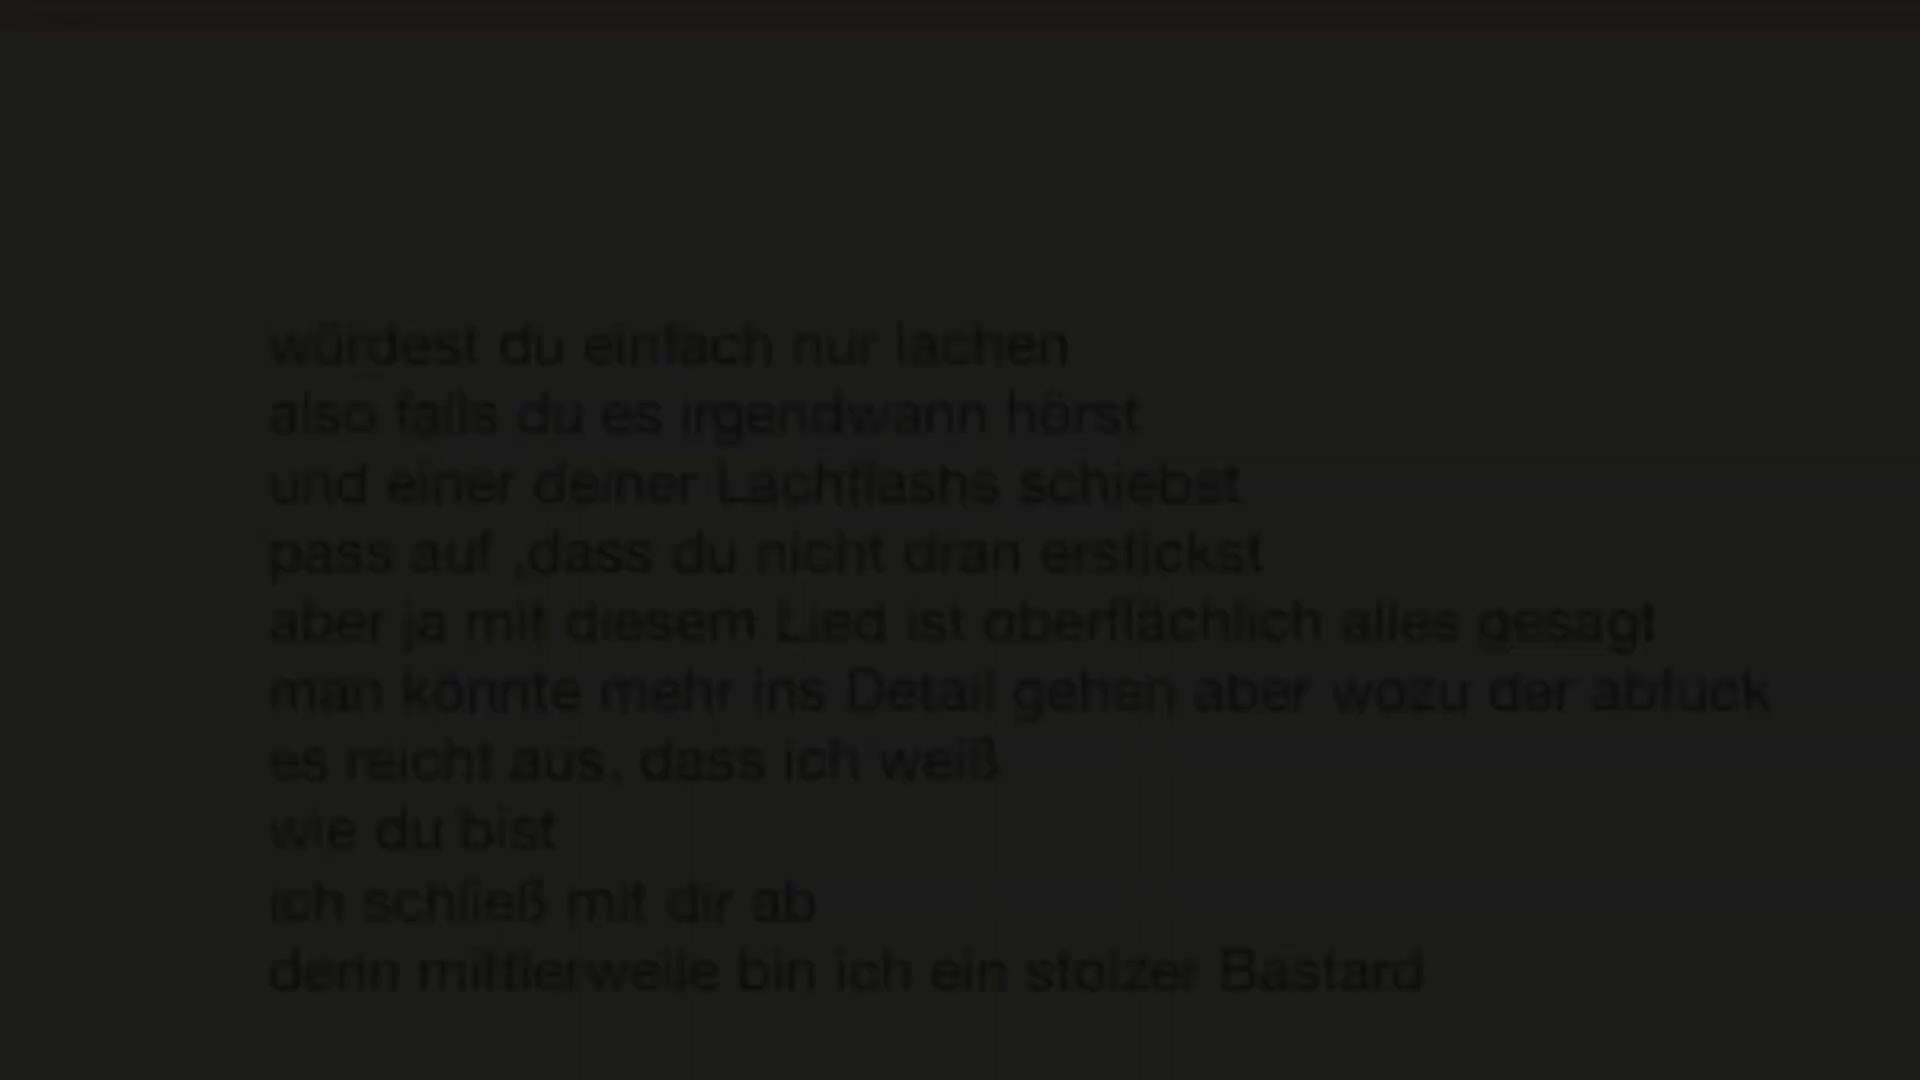 würdest du einfach nur lachen
also falls du es irgendwann hörst
und einer deiner Lachflashs schiebst
pass auf ,dass du nicht dran erstickst
aber ja mit diesem Lied ist oberflächlich alles gesagt
man könnte mehr ins Detail gehen aber wozu der abfuck
es reicht aus, dass ich weiß
wie du bist
ich schließ mit dir ab
denn mittlerweile bin ich ein stolzer Bastard